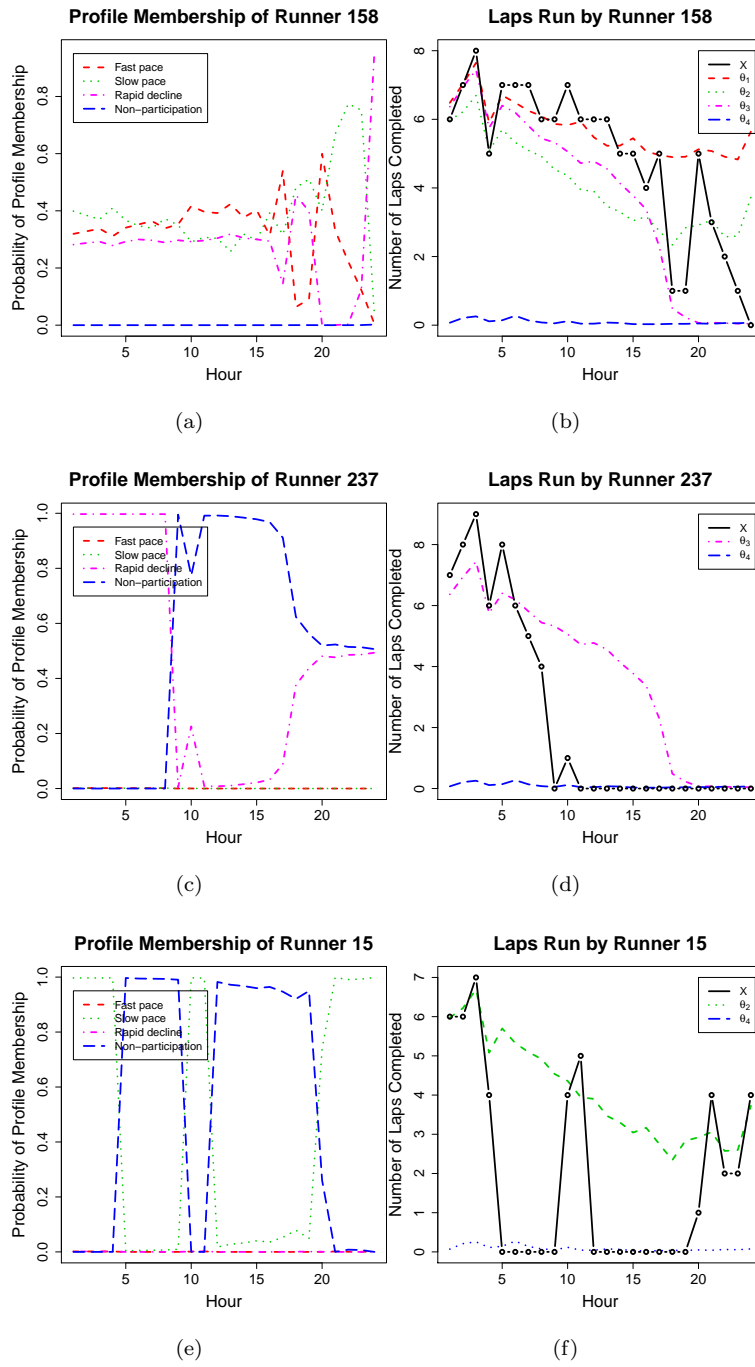 Profile Membership of Runner 158
Probability of Profile Membership
0.0 0.2 0.4 0.6 0.8
Fast pace
Slow pace
Rapid decline
Non−participation
5 10 15 20
Hour
(a)
Laps Run by Runner 158
Number of Laps Completed
0 2 4 6 8
X
θ1
θ2
θ3
θ4
5 10 15 20
Hour
(b)
Profile Membership of Runner 237
Probability of Profile Membership
0.0 0.2 0.4 0.6 0.8 1.0
Fast pace
Slow pace
Rapid decline
Non−participation
5 10 15 20
Hour
(c)
Laps Run by Runner 237
Number of Laps Completed
0 2 4 6 8
X
θ3
θ4
5 10 15 20
Hour
(d)
Profile Membership of Runner 15
Probability of Profile Membership
0.0 0.2 0.4 0.6 0.8 1.0
Fast pace
Slow pace
Rapid decline
Non−participation
5 10 15 20
Hour
(e)
Laps Run by Runner 15
Number of Laps Completed
0 1 2 3 4 5 6 7
X
θ2
θ4
5 10 15 20
Hour
(f)